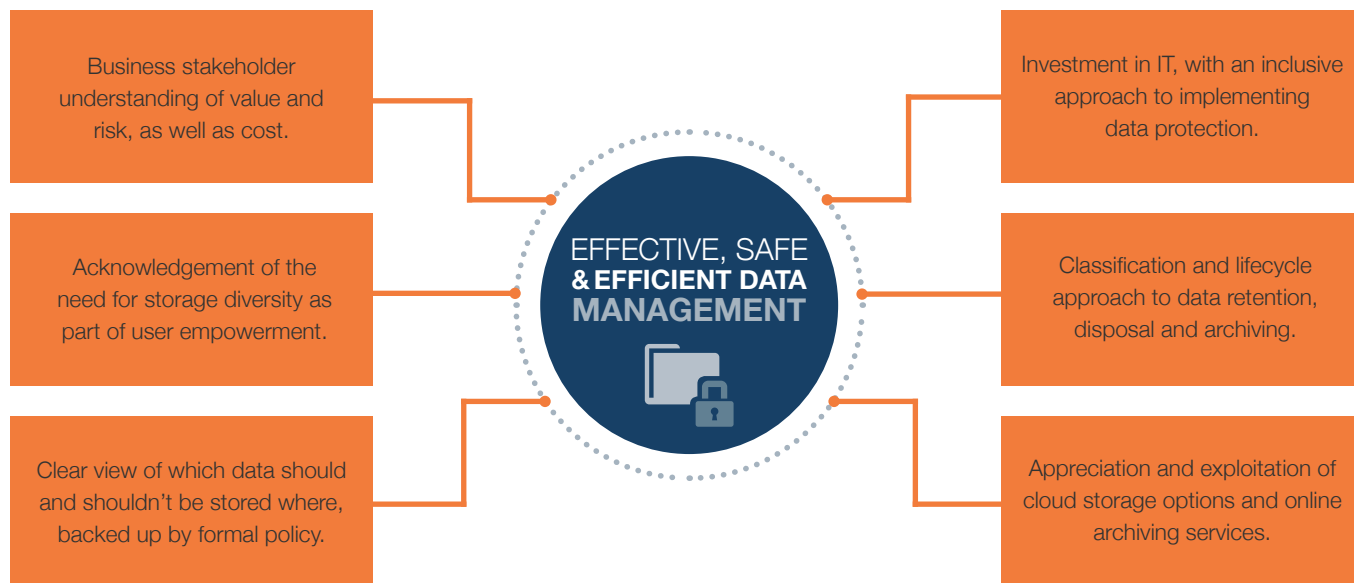 Business stakeholder
understanding of value and
risk, as well as cost.
Acknowledgement of the
need for storage diversity as
part of user empowerment.
Clear view of which data should
and shouldn’t be stored where,
backed up by formal policy.
EFFECTIVE, SAFE
& EFFICIENT DATA
MANAGEMENT
Investment in IT, with an inclusive
approach to implementing
data protection.
Classification and lifecycle
approach to data retention,
disposal and archiving.
Appreciation and exploitation of
cloud storage options and online
archiving services.